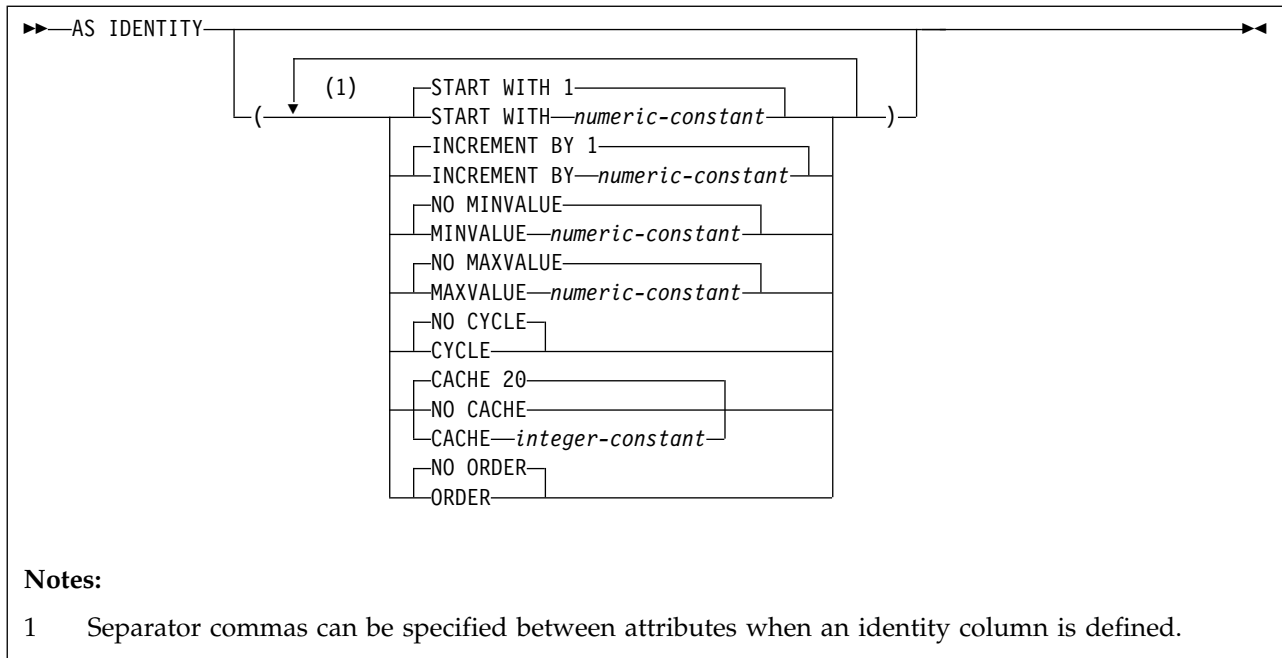 AS IDENTITY
(1)
START WITH 1
( START WITH numeric-constant )
INCREMENT BY 1
INCREMENT BY numeric-constant
NO MINVALUE
MINVALUE numeric-constant
NO MAXVALUE
MAXVALUE numeric-constant
NO CYCLE
CYCLE
CACHE 20
NO CACHE
CACHE integer-constant
NO ORDER
ORDER
Notes:
1 Separator commas can be specified between attributes when an identity column is defined.